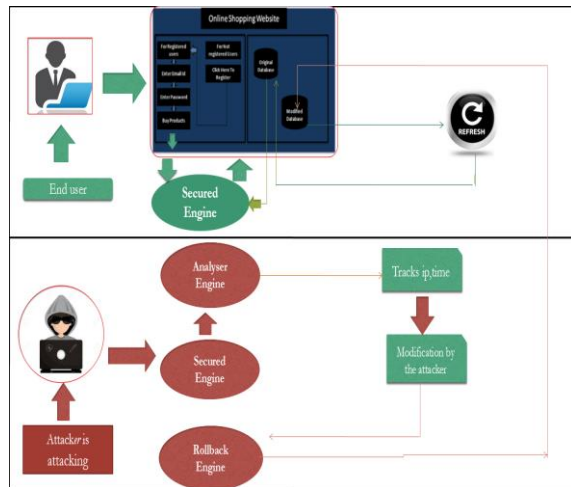 Online Shopping Website
For Registered
users
For Not
registered Users
Enter Email id
Click Here To
Register
Enter Password
Buy Products
Original
Database
Modified
Database
REFRESH
End user
Secured
Engine
Analyser
Engine
Tracks ip,time
Secured
Engine
Modification by
the attacker
Attacker is
attacking
Rollback
Engine